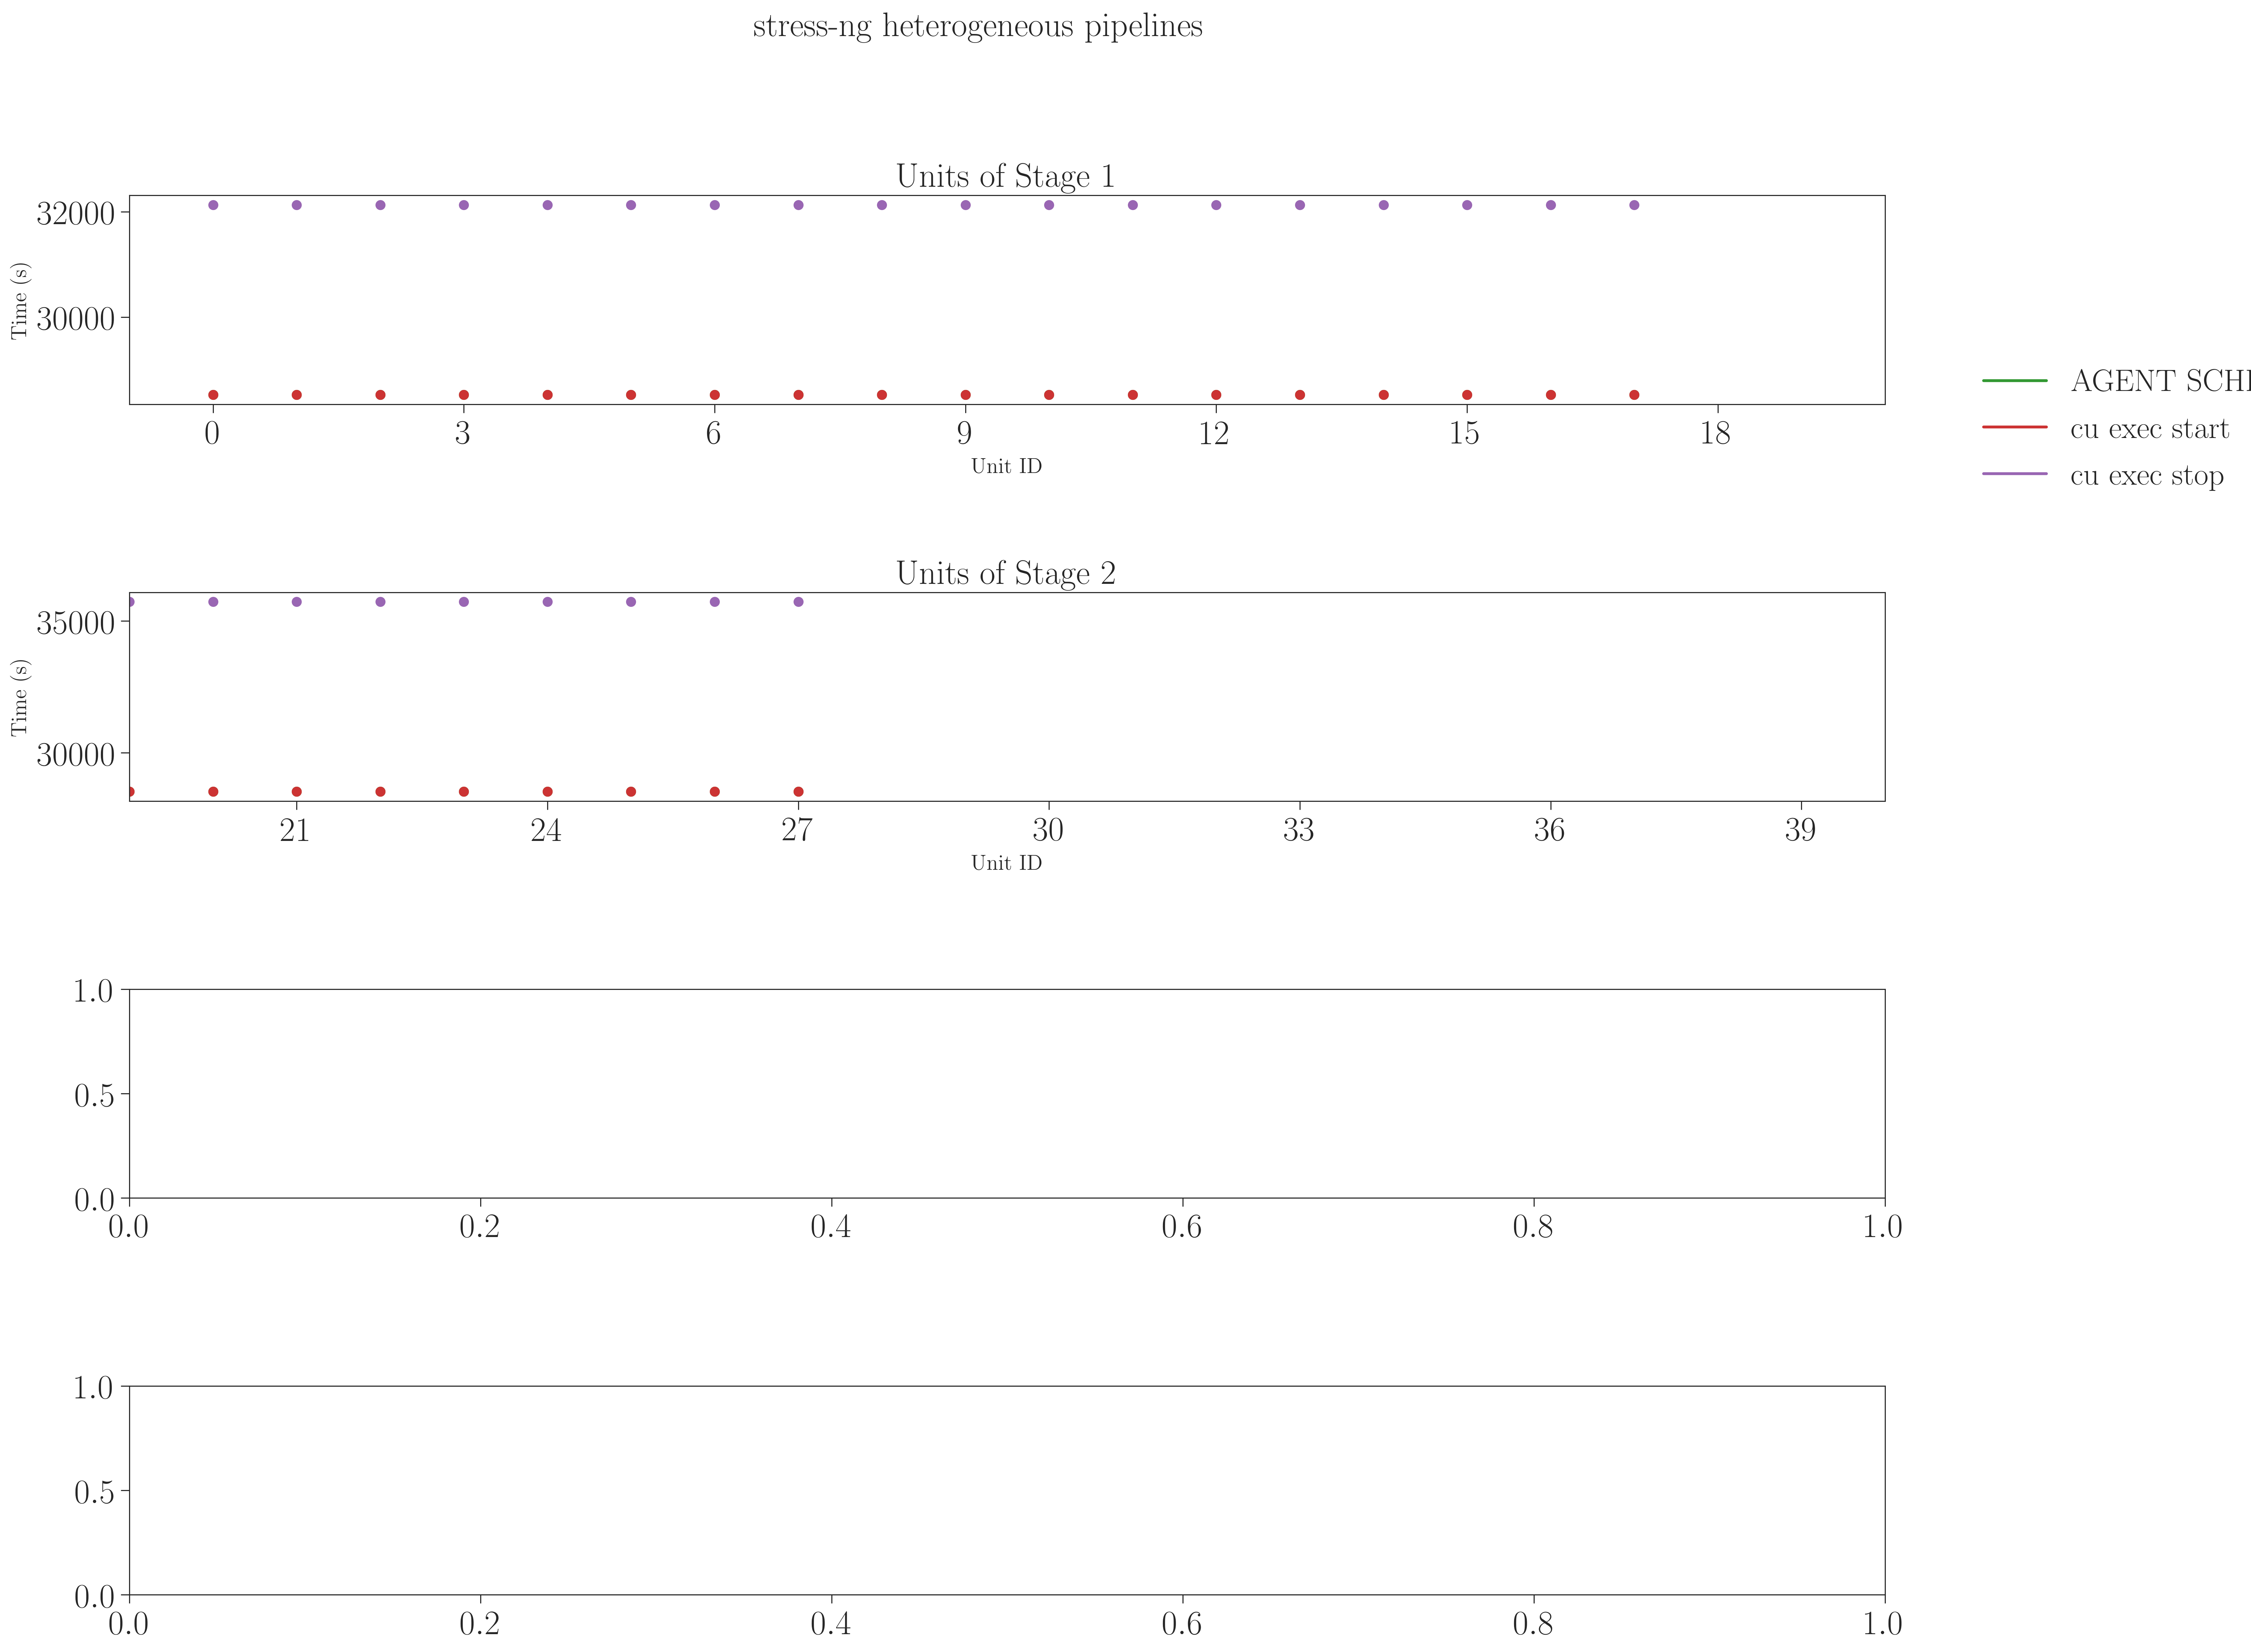 stress-ng heterogeneous pipelines
Units of Stage 1
32000
30000
Time (s)
0 3 6 9 12 15 18
Unit ID
AGENT SCH
cu exec start
cu exec stop
Units of Stage 2
35000
30000
Time (s)
21 24 27 30 33 36 39
Unit ID
1.0
0.5
0.0
0.0 0.2 0.4 0.6 0.8 1.0
1.0
0.5
0.0
0.0 0.2 0.4 0.6 0.8 1.0